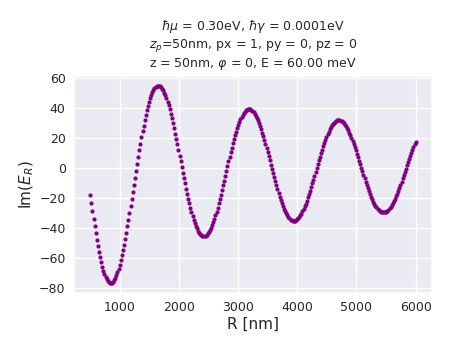 ħμ = 0.30eV, ħγ = 0.0001eV
z_p=50nm, px = 1, py = 0, pz = 0
z = 50nm, φ = 0, E = 60.00 meV
60
40
20
0
−20
−40
−60
−80
Im(E_R)
1000 2000 3000 4000 5000 6000
R [nm]